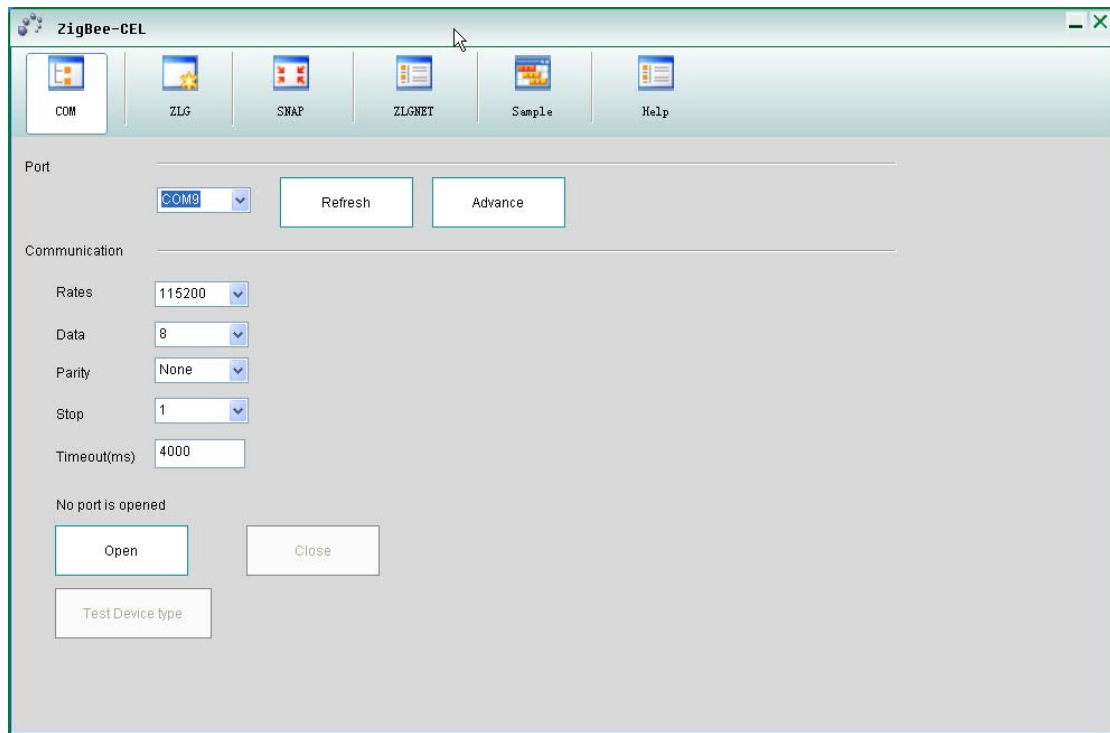 ZigBee-CEL
COM ZLG SNAP ZLGNET Sample Help
Port
COM9 Refresh Advance
Communication
Rates 115200
Data 8
Parity None
Stop 1
Timeout(ms) 4000
No port is opened
Open Close
Test Device type